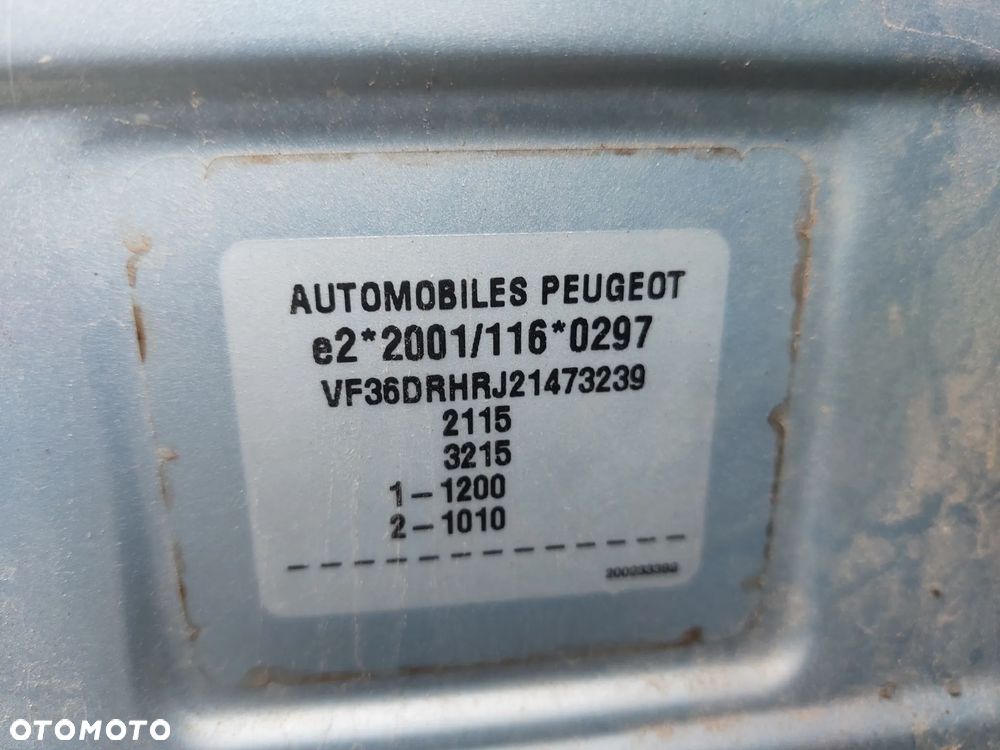 AUTOMOBILES PEUGEOT
e2*2001/116*0297
VF36DRHRJ21473239
2115
3215
1-1200
2-1010
OTOMOTO